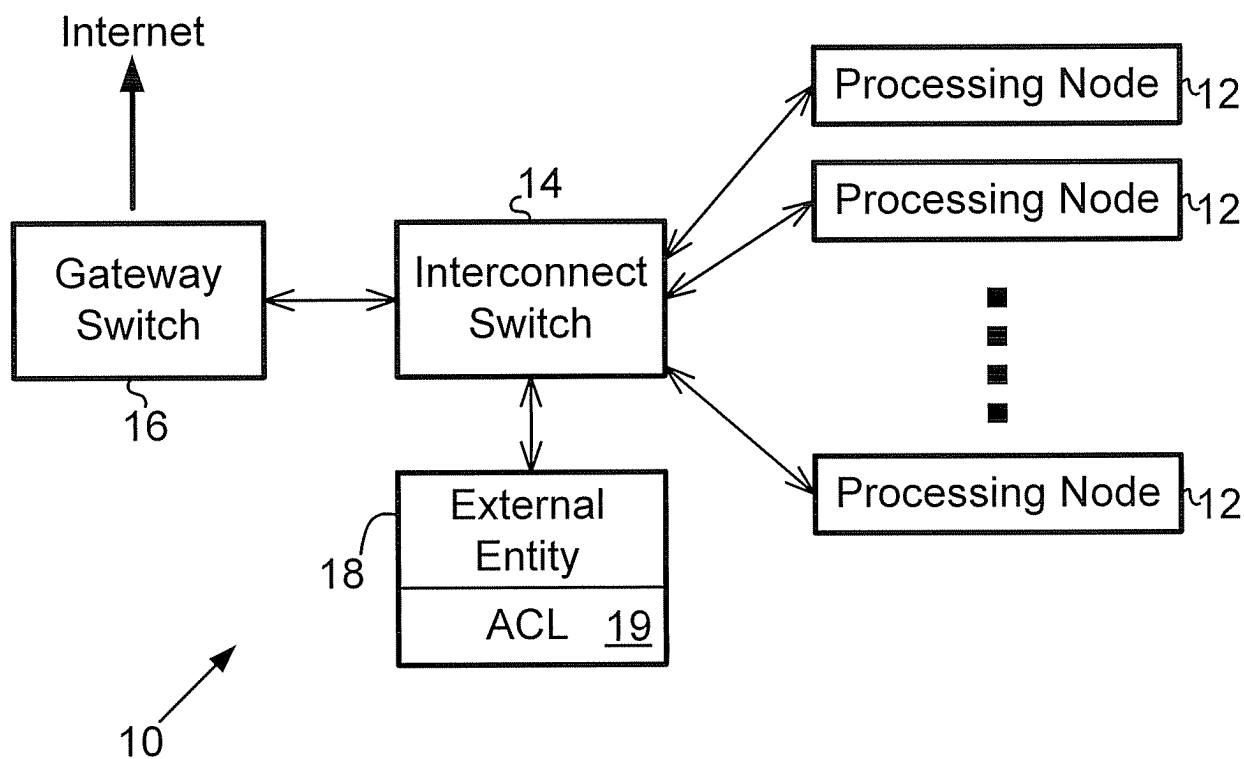 Internet
Processing Node
12
Processing Node
12
14
Gateway
Switch
Interconnect
Switch
16
Processing Node
12
External
Entity
18
ACL 19
10